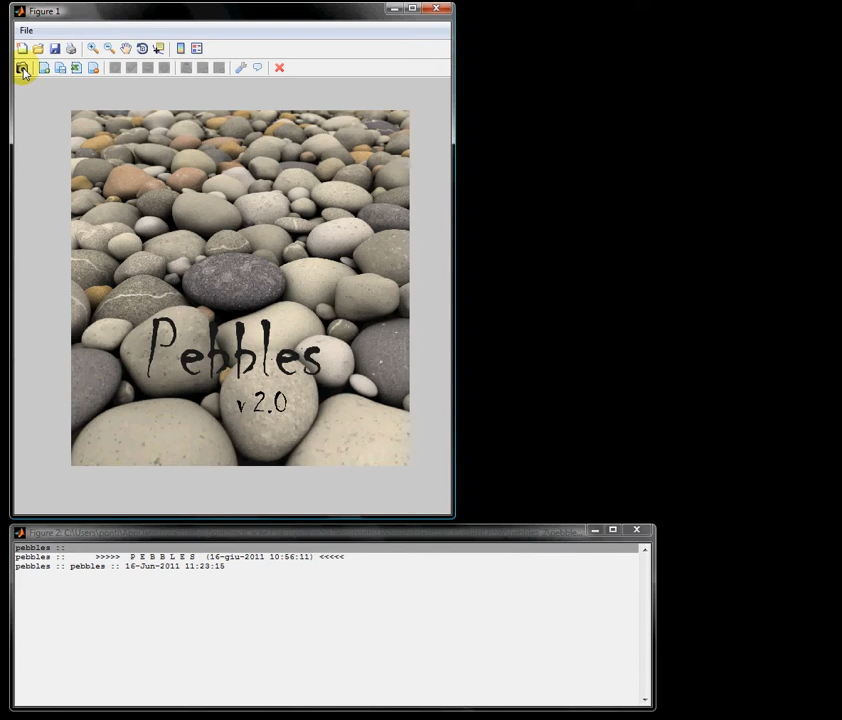 Figure 1
File
Pebbles
v 2.0
pebbles ::
pebbles :: >>>>> P E B B L E S (16-giu-2011 10:56:11) <<<<<
pebbles :: pebbles :: 16-Jun-2011 11:23:15